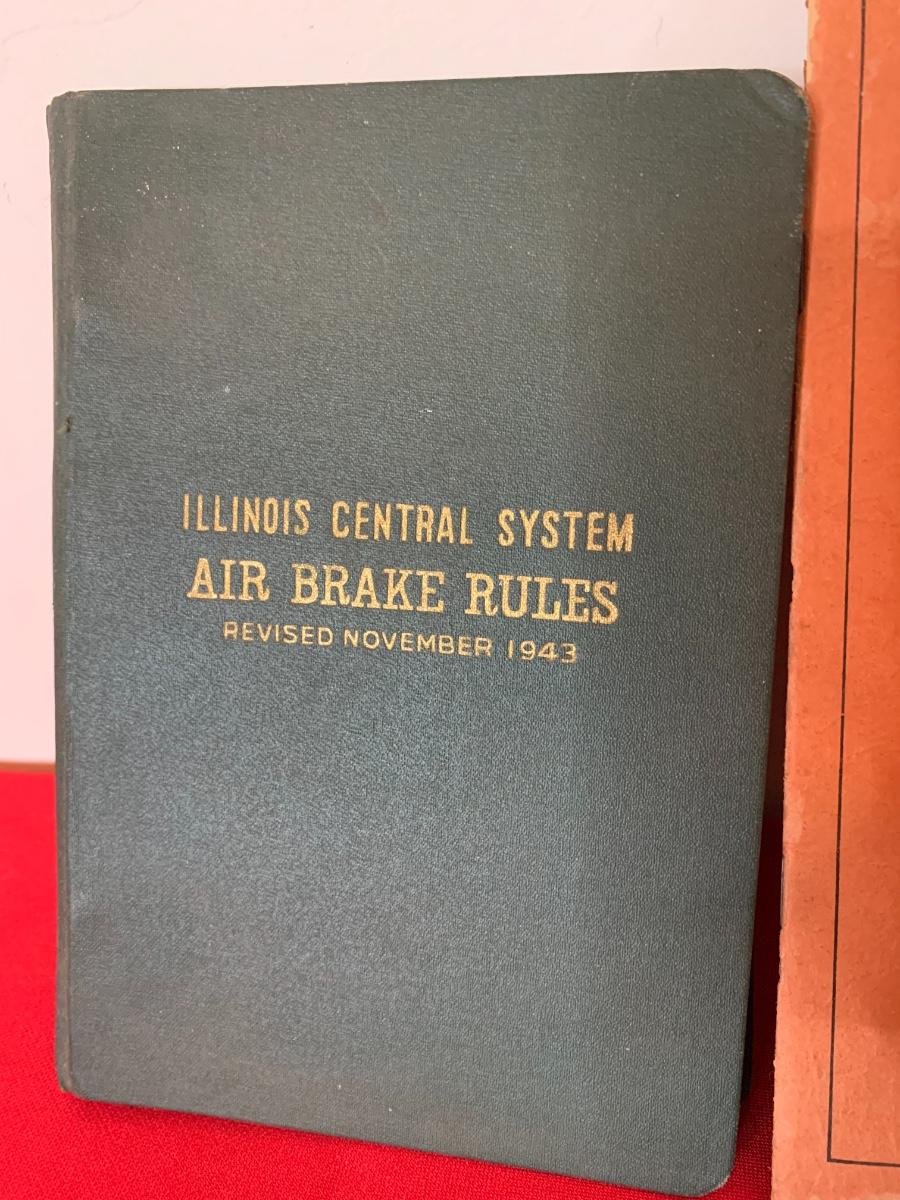 ILLINOIS CENTRAL SYSTEM
AIR BRAKE RULES
REVISED NOVEMBER 1943